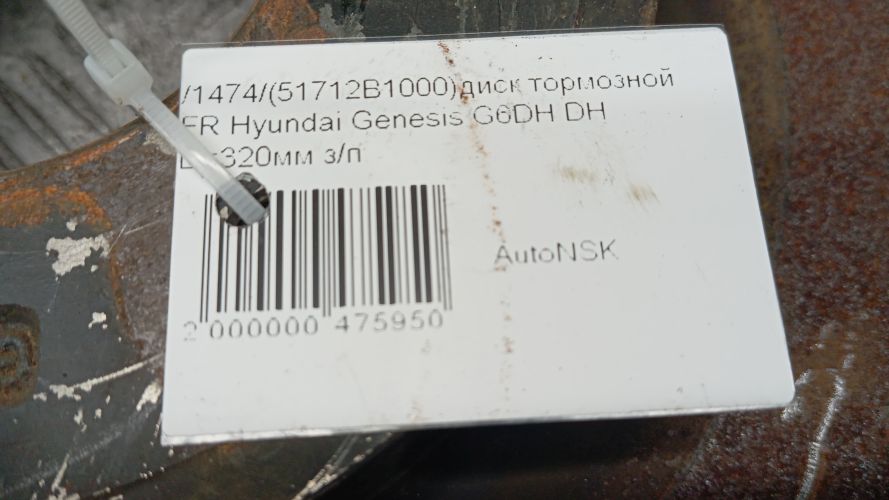 /1474/(51712B1000)диск тормозной
FR Hyundai Genesis G6DH DH
320мм з/п
AutoNSK
2 000000 475950